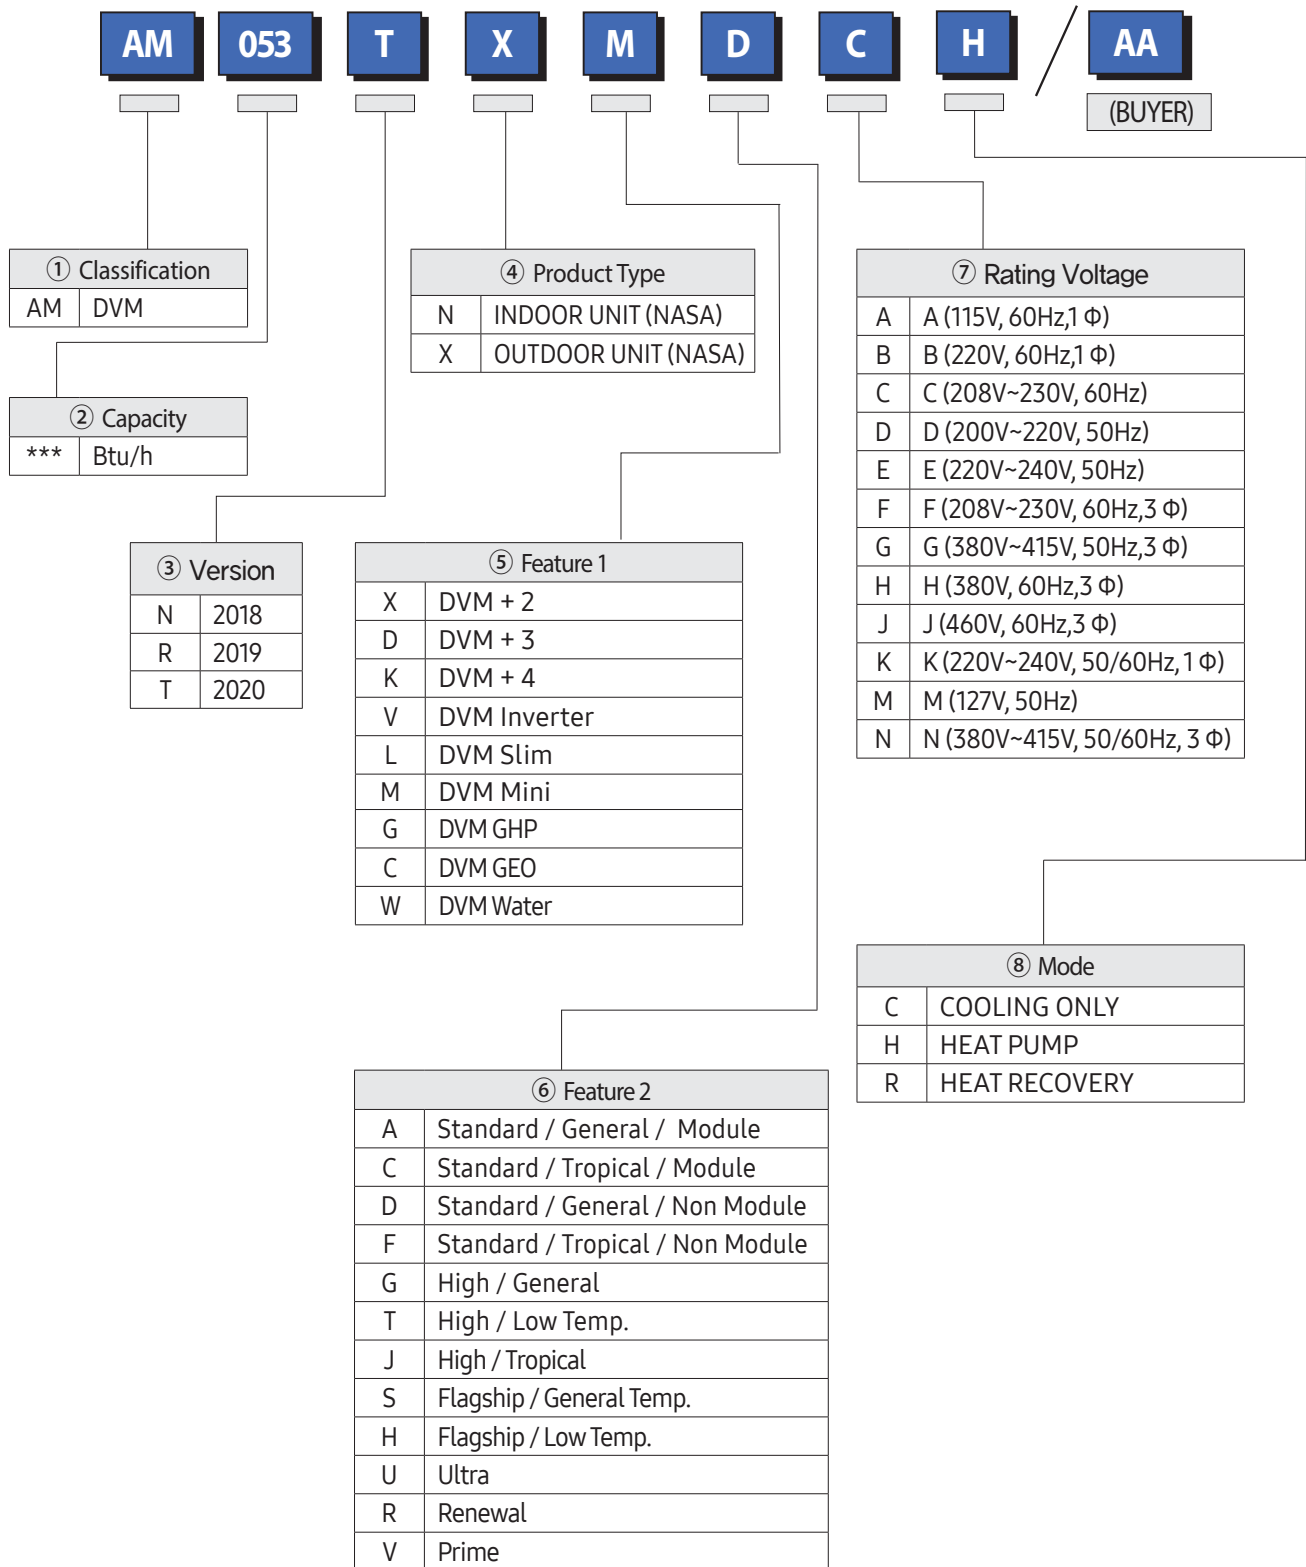 AM 053 T X M D C H / AA
(BUYER)
① Classification
AM DVM
② Capacity
*** Btu/h
③ Version
N 2018
R 2019
T 2020
④ Product Type
N INDOOR UNIT (NASA)
X OUTDOOR UNIT (NASA)
⑤ Feature 1
X DVM + 2
D DVM + 3
K DVM + 4
V DVM Inverter
L DVM Slim
M DVM Mini
G DVM GHP
C DVM GEO
W DVM Water
⑥ Feature 2
A Standard / General / Module
C Standard / Tropical / Module
D Standard / General / Non Module
F Standard / Tropical / Non Module
G High / General
T High / Low Temp.
J High / Tropical
S Flagship / General Temp.
H Flagship / Low Temp.
U Ultra
R Renewal
V Prime
⑦ Rating Voltage
A A (115V, 60Hz,1 Φ)
B B (220V, 60Hz,1 Φ)
C C (208V~230V, 60Hz)
D D (200V~220V, 50Hz)
E E (220V~240V, 50Hz)
F F (208V~230V, 60Hz,3 Φ)
G G (380V~415V, 50Hz,3 Φ)
H H (380V, 60Hz,3 Φ)
J J (460V, 60Hz,3 Φ)
K K (220V~240V, 50/60Hz, 1 Φ)
M M (127V, 50Hz)
N N (380V~415V, 50/60Hz, 3 Φ)
⑧ Mode
C COOLING ONLY
H HEAT PUMP
R HEAT RECOVERY